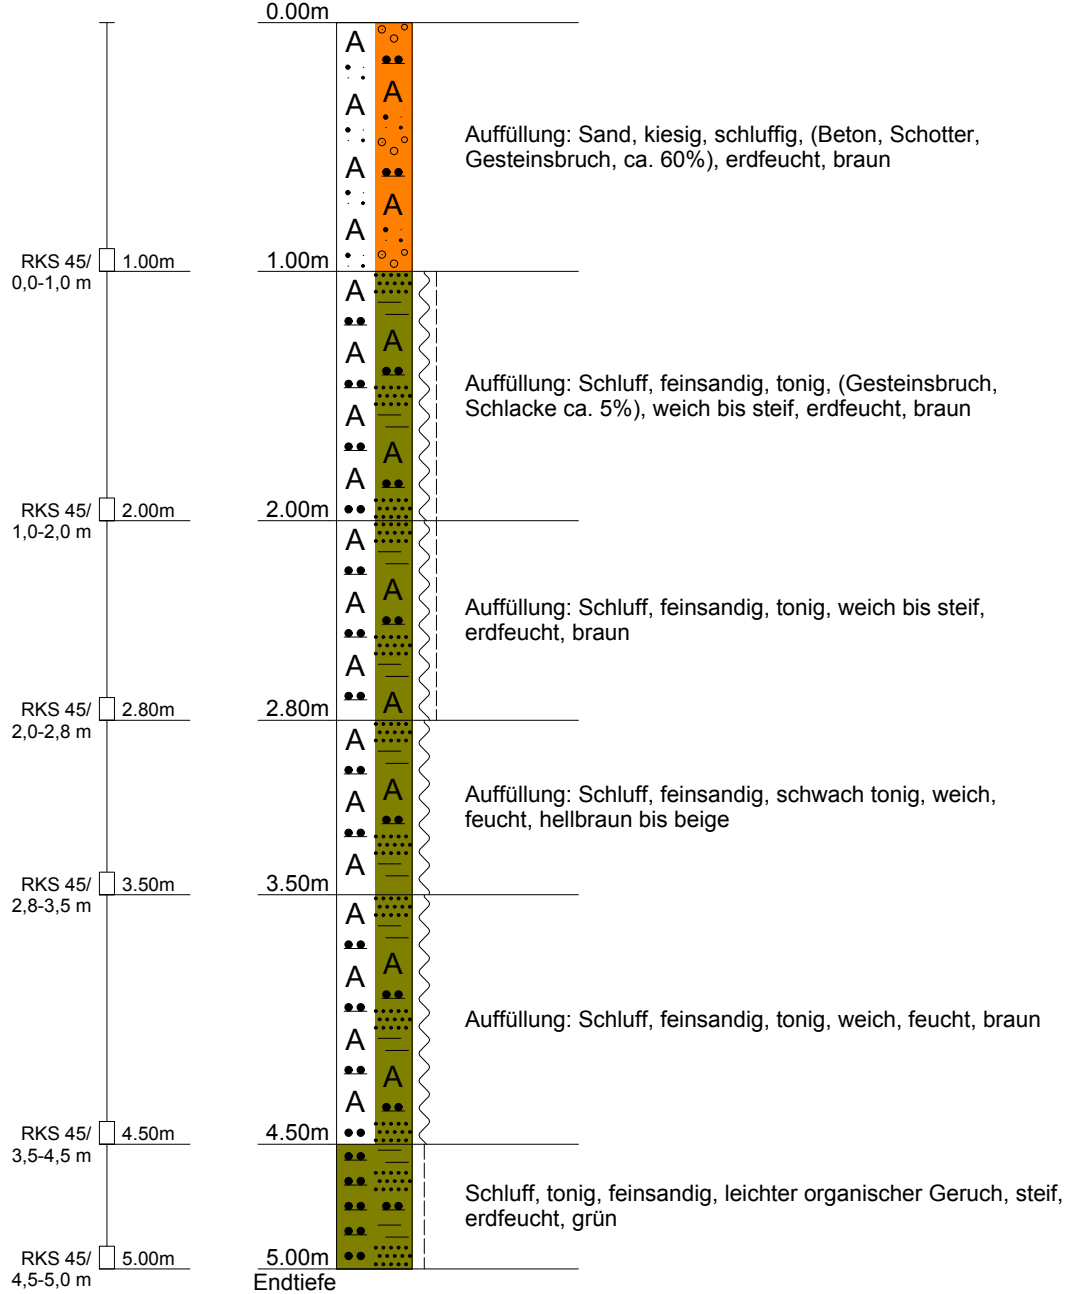 0.00m
A
A
A
A
A
A
Auffüllung: Sand, kiesig, schluffig, (Beton, Schotter,
Gesteinsbruch, ca. 60%), erdfeucht, braun
RKS 45/
0,0-1,0 m
1.00m
1.00m
A
A
A
A
A
A
Auffüllung: Schluff, feinsandig, tonig, (Gesteinsbruch,
Schlacke ca. 5%), weich bis steif, erdfeucht, braun
RKS 45/
1,0-2,0 m
2.00m
2.00m
A
A
A
A
A
Auffüllung: Schluff, feinsandig, tonig, weich bis steif,
erdfeucht, braun
RKS 45/
2,0-2,8 m
2.80m
2.80m
A
A
A
A
Auffüllung: Schluff, feinsandig, schwach tonig, weich,
feucht, hellbraun bis beige
RKS 45/
2,8-3,5 m
3.50m
3.50m
A
A
A
A
A
A
Auffüllung: Schluff, feinsandig, tonig, weich, feucht, braun
RKS 45/
3,5-4,5 m
4.50m
4.50m
Schluff, tonig, feinsandig, leichter organischer Geruch, steif,
erdfeucht, grün
RKS 45/
4,5-5,0 m
5.00m
5.00m
Endtiefe